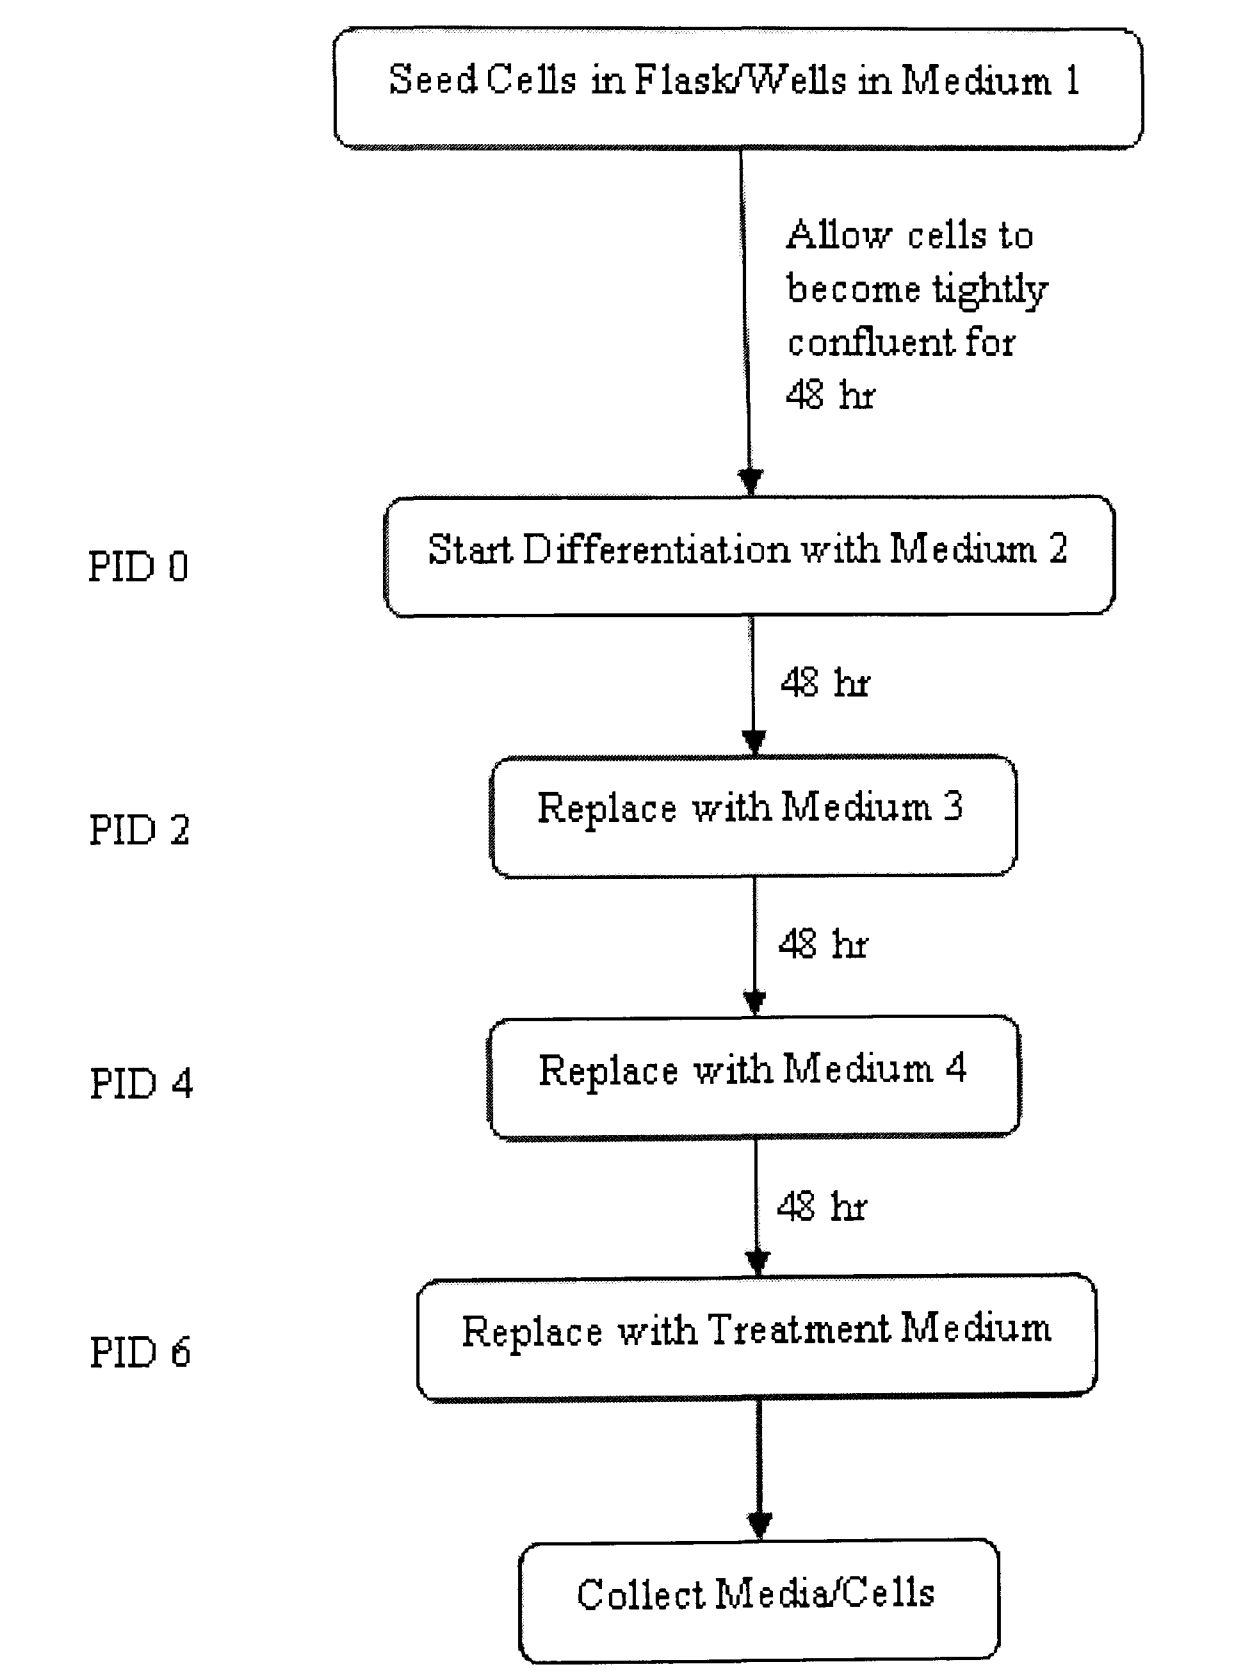 Seed Cells in Flask/Wells in Medium 1
Allow cells to
become tightly
confluent for
48 hr
PID 0
Start Differentiation with Medium 2
48 hr
PID 2
Replace with Medium 3
48 hr
PID 4
Replace with Medium 4
48 hr
PID 6
Replace with Treatment Medium
Collect Media/Cells